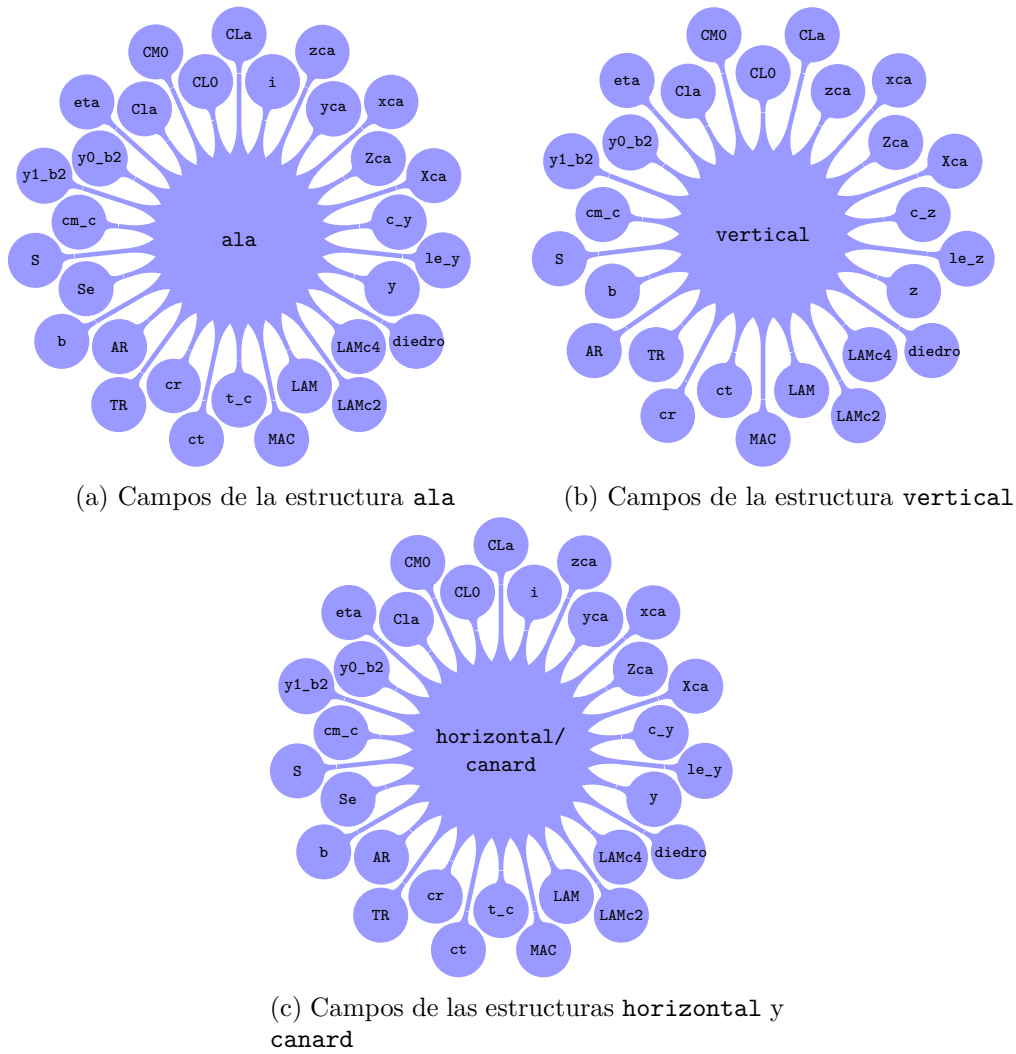 CLa
CM0
zca
CL0
i
eta
Cla
yca
xca
y0_b2
Zca
y1_b2
Xca
cm_c
c_y
ala
S
le_y
Se
y
b
AR
LAMc4
diedro
TR
cr
t_c
LAM
LAMc2
ct
MAC
(a) Campos de la estructura ala
CM0
CLa
CL0
eta
Cla
zca
xca
y0_b2
Zca
y1_b2
Xca
cm_c
c_z
vertical
S
le_z
b
z
AR
TR
LAMc4
diedro
cr
ct
LAM
LAMc2
MAC
(b) Campos de la estructura vertical
CLa
CM0
zca
CL0
i
eta
Cla
yca
xca
y0_b2
Zca
y1_b2
Xca
cm_c
c_y
horizontal/
canard
S
le_y
Se
y
b
AR
LAMc4
diedro
TR
cr
t_c
LAM
LAMc2
ct
MAC
(c) Campos de las estructuras horizontal y
canard